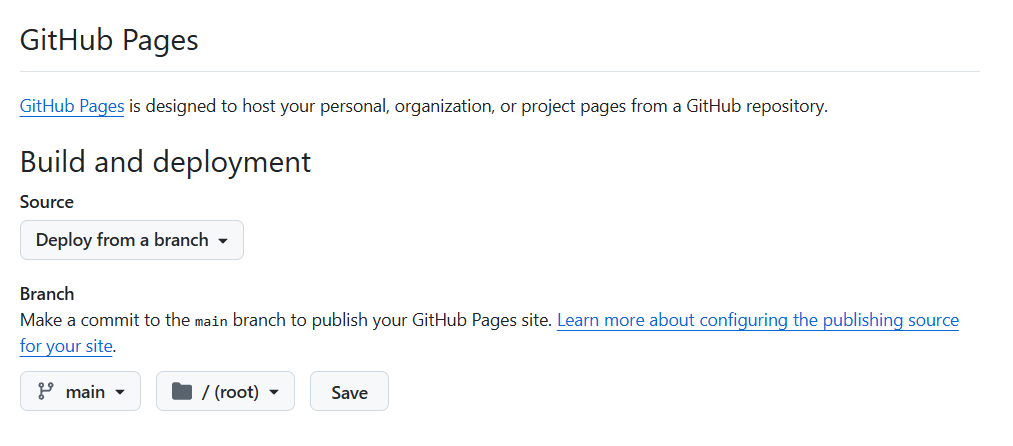 GitHub Pages
GitHub Pages is designed to host your personal, organization, or project pages from a GitHub repository.
Build and deployment
Source
Deploy from a branch
Branch
Make a commit to the main branch to publish your GitHub Pages site. Learn more about configuring the publishing source
for your site.
main / (root) Save